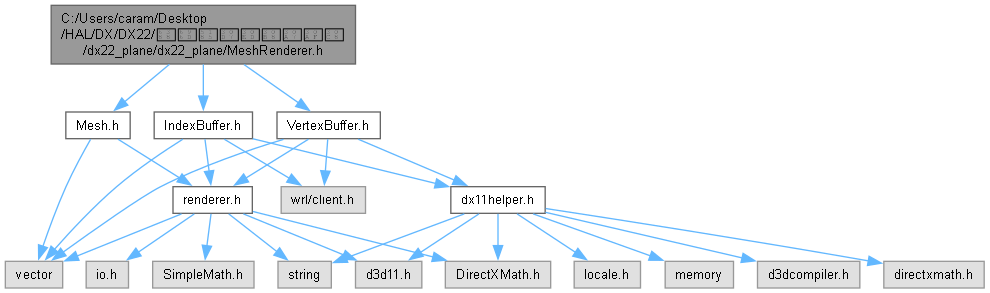 C:/Users/caram/Desktop
/HAL/DX/DX22/
/dx22_plane/dx22_plane/MeshRenderer.h
Mesh.h
IndexBuffer.h
VertexBuffer.h
renderer.h
wrl/client.h
dx11helper.h
vector
io.h
SimpleMath.h
string
d3d11.h
DirectXMath.h
locale.h
memory
d3dcompiler.h
directxmath.h